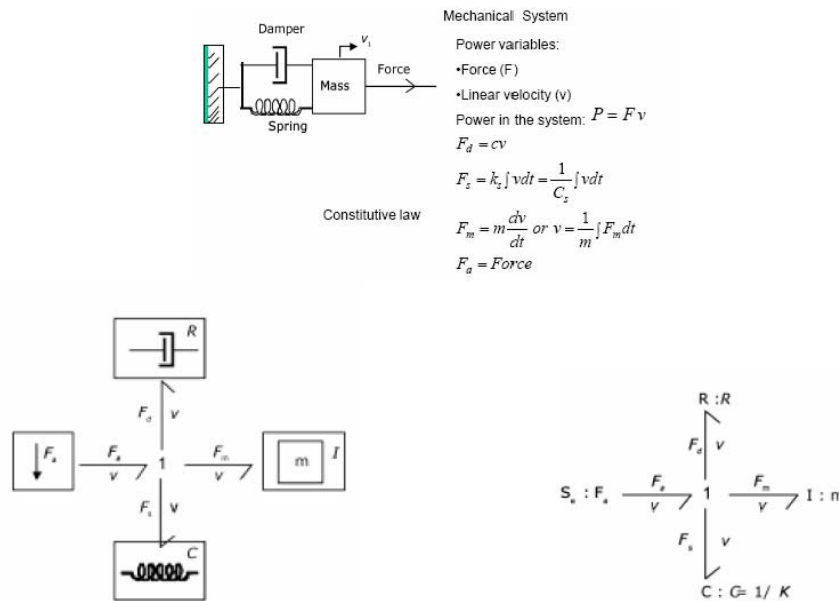 Mechanical System
Damper
v₁
Power variables:
Force
•Force (F)
Mass
•Linear velocity (v)
Spring
Power in the system: P = F v
F_d = cv
F_s = k_s ∫ vdt = 1/C_s ∫ vdt
Constitutive law
F_m = m dv/dt or v = 1/m ∫ F_m dt
F_a = Force
R
F_d v
F_a F_a 1 F_m m I
v v
F_s v
C
R : R
F_d v
S_e : F_a F_a 1 F_m I : m
v v
F_s v
C : C= 1/ K